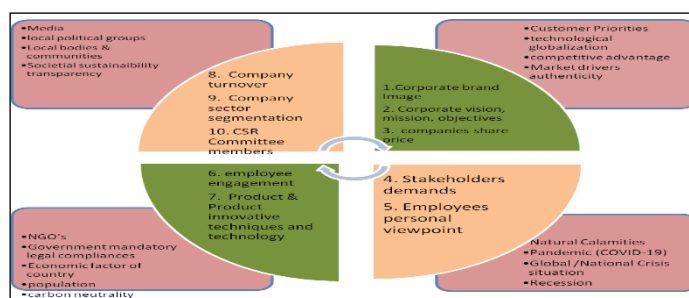 •Media
•local political groups
•Local bodies &
communities
•Societial sustainaibility
transparency
•Customer Priorities
•technological
globalization
•competitive advantage
•Market drivers
authenticity
8. Company
turnover
9. Company
sector
segmentation
10. CSR
Committee
members
1.Corporate brand
Image
2. Corporate vision,
mission, objectives
3. companies share
price
6. employee
engagement
7. Product &
Product
innovative
techniques and
technology
4. Stakeholders
demands
5. Employees
personal
viewpoint
•NGO's
•Government mandatory
legal compliances
•Economic factor of
country
•population
•carbon neutrality
Natural Calamities
•Pandemic (COVID-19)
•Global /National Crisis
situation
•Recession